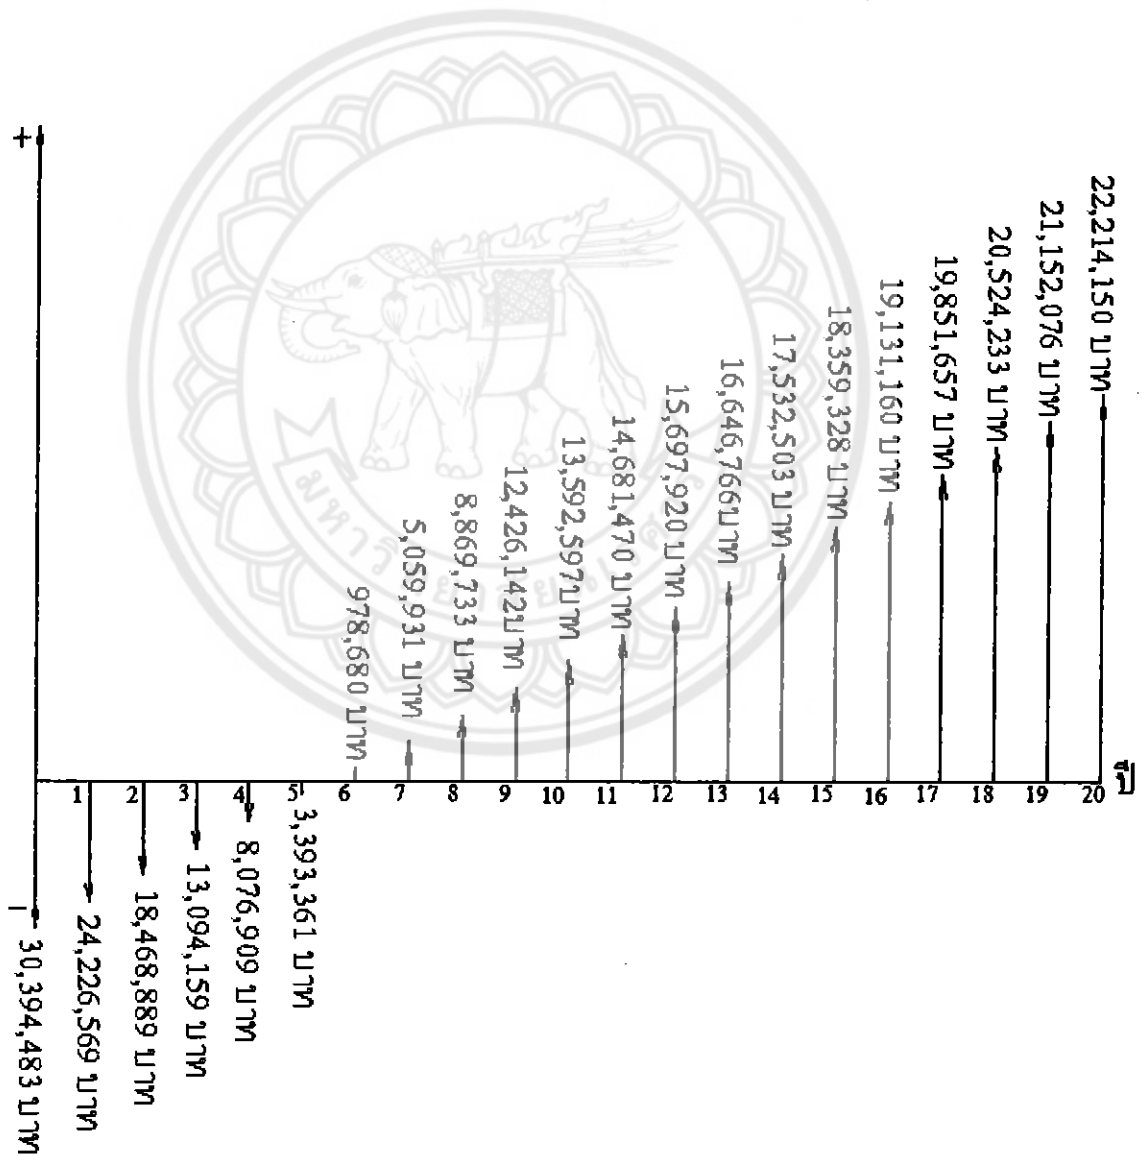 +
22,214,150 บาท
21,152,076 บาท
20,524,233 บาท
19,851,657 บาท
19,131,160 บาท
18,359,328 บาท
17,532,503 บาท
16,646,766บาท
15,697,920 บาท
14,681,470 บาท
13,592,597บาท
12,426,142บาท
8,869,733 บาท
5,059,931 บาท
978,680 บาท
ปีที่
1
2
3
4
5
6
7
8
9
10
11
12
13
14
15
16
17
18
19
20
3,393,361 บาท
8,076,909 บาท
13,094,159 บาท
18,468,889 บาท
24,226,569 บาท
30,394,483 บาท
-